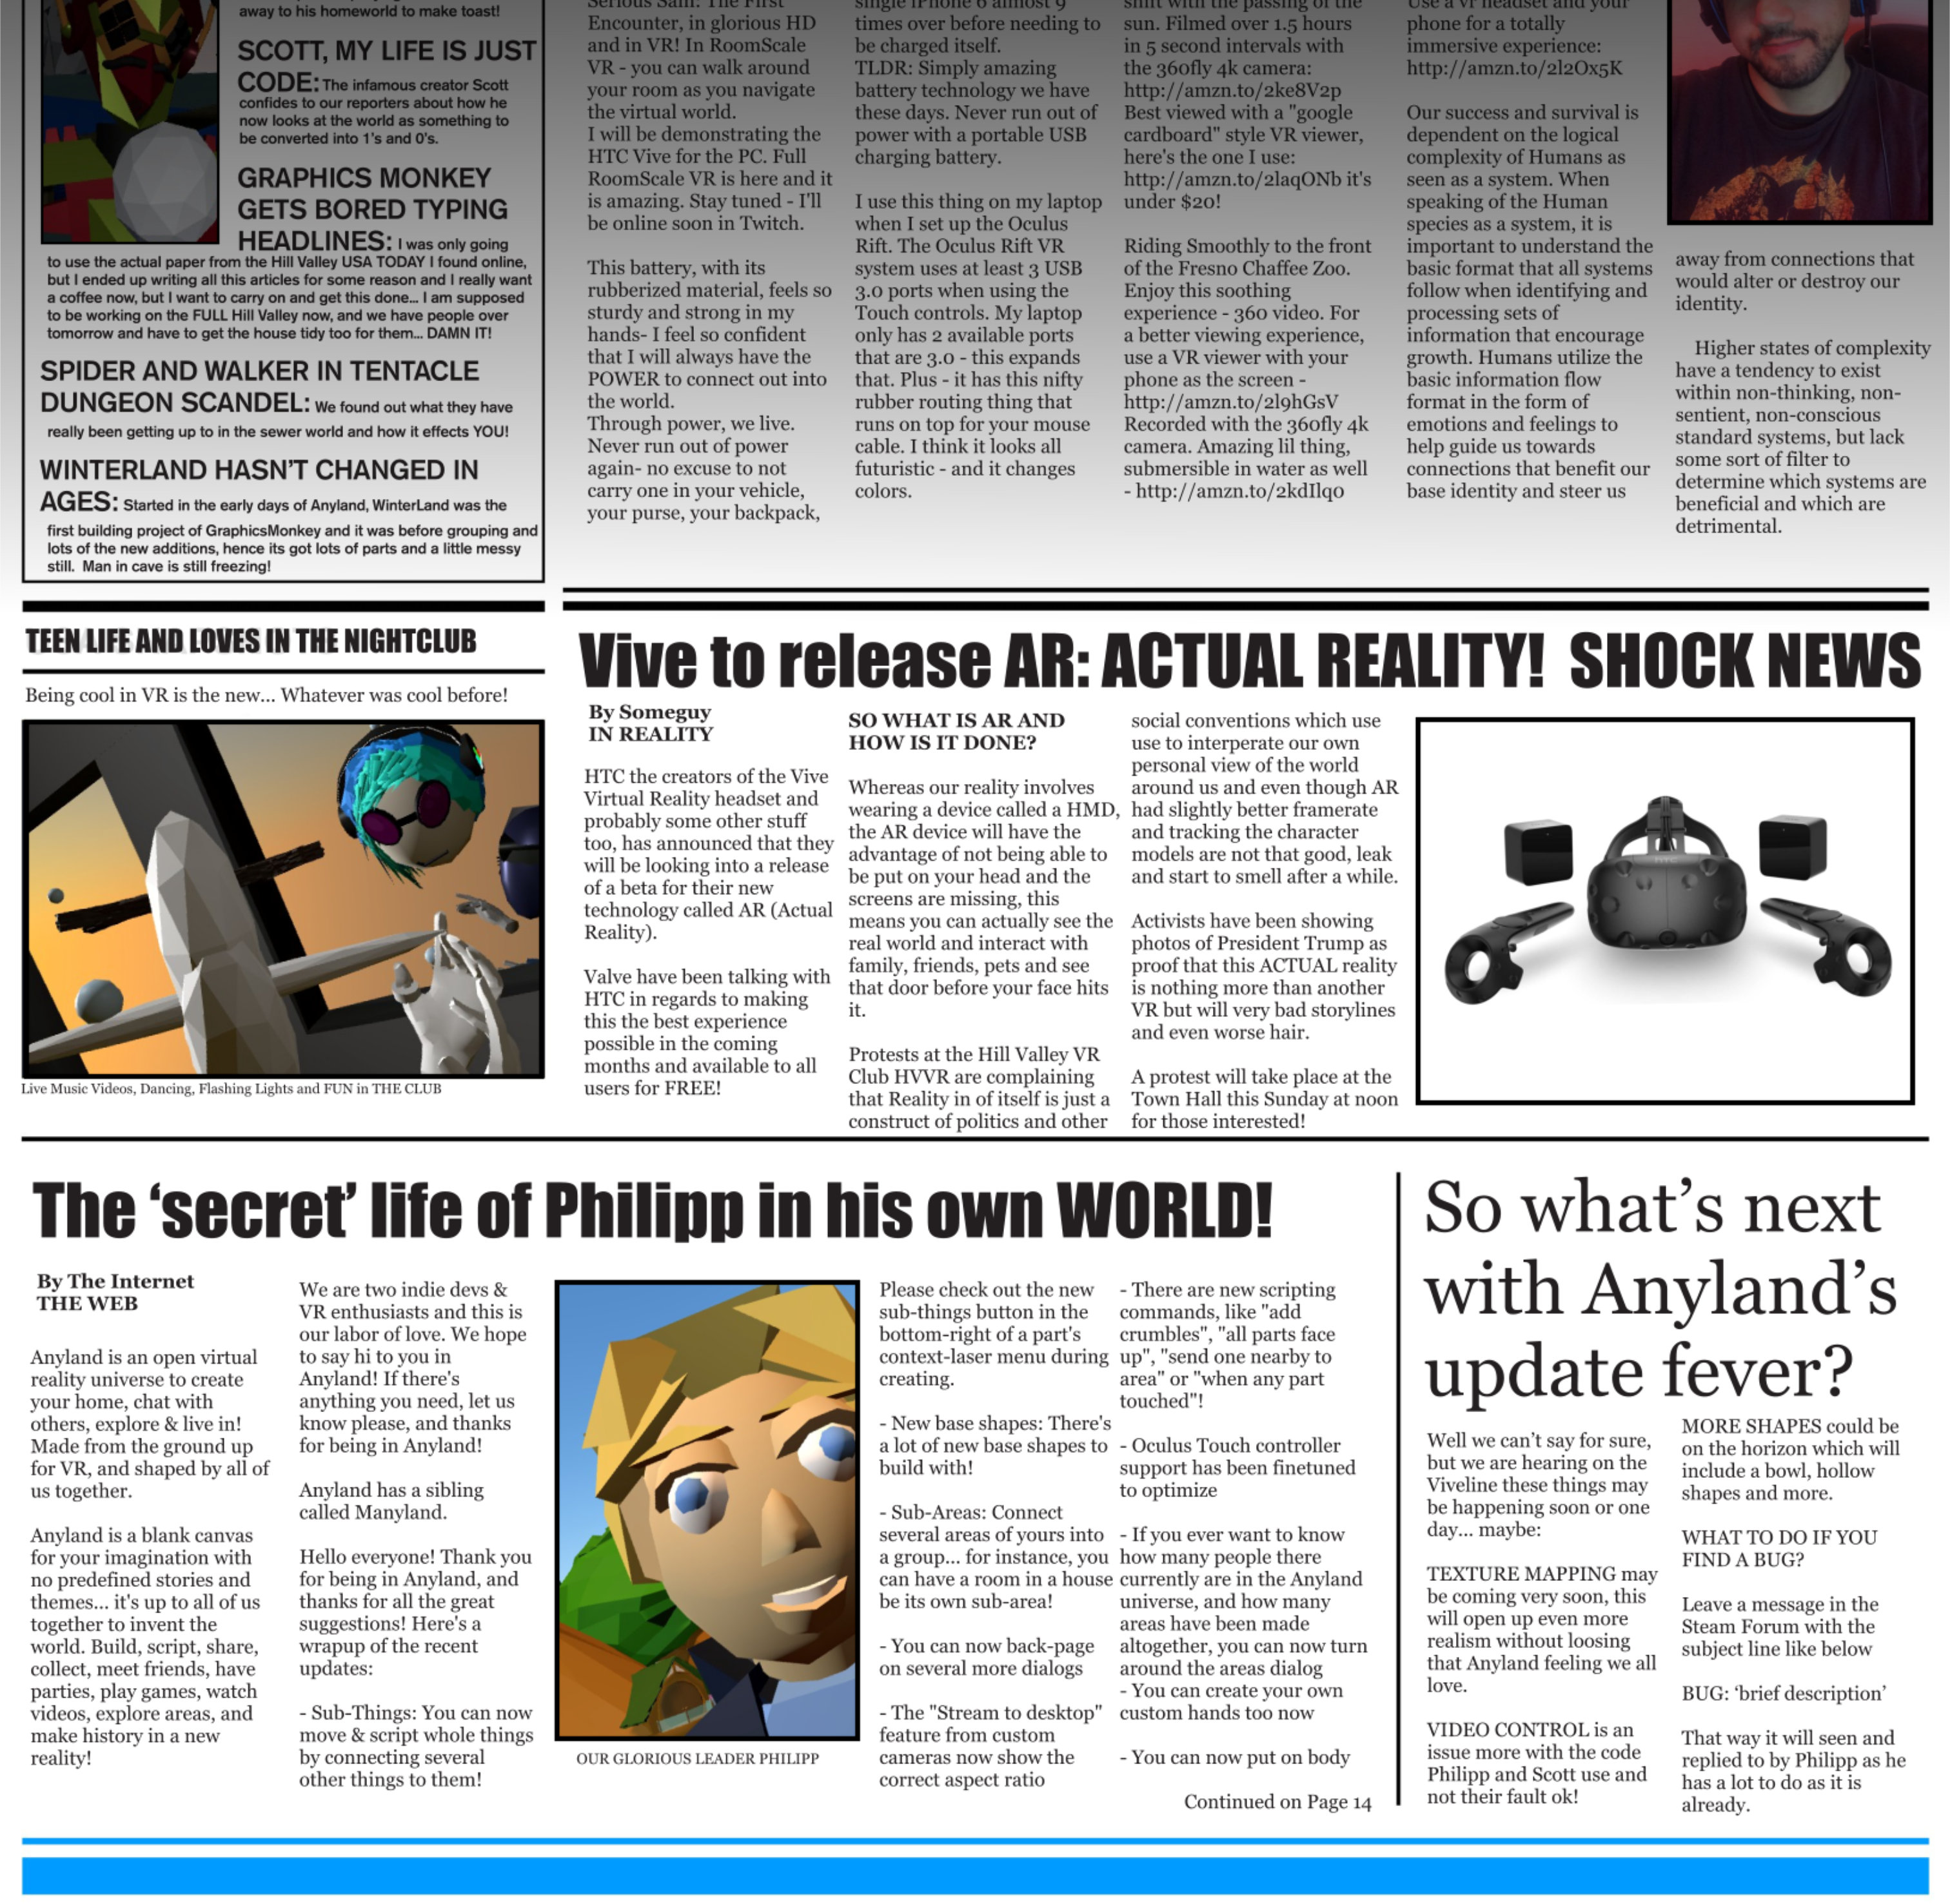 away to his homeworld to make toast!
SCOTT, MY LIFE IS JUST
CODE: The infamous creator Scott
confides to our reporters about how he
now looks at the world as something to
be converted into 1's and 0's.
GRAPHICS MONKEY
GETS BORED TYPING
HEADLINES: I was only going
to use the actual paper from the Hill Valley USA TODAY I found online,
but I ended up writing all this articles for some reason and I really want
a coffee now, but I want to carry on and get this done... I am supposed
to be working on the FULL Hill Valley now, and we have people over
tomorrow and have to get the house tidy too for them... DAMN IT!
SPIDER AND WALKER IN TENTACLE
DUNGEON SCANDEL: We found out what they have
really been getting up to in the sewer world and how it effects YOU!
WINTERLAND HASN'T CHANGED IN
AGES: Started in the early days of Anyland, WinterLand was the
first building project of GraphicsMonkey and it was before grouping and
lots of the new additions, hence its got lots of parts and a little messy
still. Man in cave is still freezing!
Serious Sam: The First
Encounter, in glorious HD
and in VR! In RoomScale
VR - you can walk around
your room as you navigate
the virtual world.
I will be demonstrating the
HTC Vive for the PC. Full
RoomScale VR is here and it
is amazing. Stay tuned - I'll
be online soon in Twitch.
This battery, with its
rubberized material, feels so
sturdy and strong in my
hands- I feel so confident
that I will always have the
POWER to connect out into
the world.
Through power, we live.
Never run out of power
again- no excuse to not
carry one in your vehicle,
your purse, your backpack,
single iPhone 6 almost 9
times over before needing to
be charged itself.
TLDR: Simply amazing
battery technology we have
these days. Never run out of
power with a portable USB
charging battery.
I use this thing on my laptop
when I set up the Oculus
Rift. The Oculus Rift VR
system uses at least 3 USB
3.0 ports when using the
Touch controls. My laptop
only has 2 available ports
that are 3.0 - this expands
that. Plus - it has this nifty
rubber routing thing that
runs on top for your mouse
cable. I think it looks all
futuristic - and it changes
colors.
shift with the passing of the
sun. Filmed over 1.5 hours
in 5 second intervals with
the 360fly 4k camera:
http://amzn.to/2ke8V2p
Best viewed with a "google
cardboard" style VR viewer,
here's the one I use:
http://amzn.to/2laqONb it's
under $20!
Riding Smoothly to the front
of the Fresno Chaffee Zoo.
Enjoy this soothing
experience - 360 video. For
a better viewing experience,
use a VR viewer with your
phone as the screen -
http://amzn.to/2l9hGsV
Recorded with the 360fly 4k
camera. Amazing lil thing,
submersible in water as well
- http://amzn.to/2kdIlqo
Use a vr headset and your
phone for a totally
immersive experience:
http://amzn.to/2l2Ox5K
Our success and survival is
dependent on the logical
complexity of Humans as
seen as a system. When
speaking of the Human
species as a system, it is
important to understand the
basic format that all systems
follow when identifying and
processing sets of
information that encourage
growth. Humans utilize the
basic information flow
format in the form of
emotions and feelings to
help guide us towards
connections that benefit our
base identity and steer us
away from connections that
would alter or destroy our
identity.
Higher states of complexity
have a tendency to exist
within non-thinking, non-
sentient, non-conscious
standard systems, but lack
some sort of filter to
determine which systems are
beneficial and which are
detrimental.
TEEN LIFE AND LOVES IN THE NIGHTCLUB
Being cool in VR is the new... Whatever was cool before!
Live Music Videos, Dancing, Flashing Lights and FUN in THE CLUB
Vive to release AR: ACTUAL REALITY! SHOCK NEWS
By Someguy
IN REALITY
HTC the creators of the Vive
Virtual Reality headset and
probably some other stuff
too, has announced that they
will be looking into a release
of a beta for their new
technology called AR (Actual
Reality).
Valve have been talking with
HTC in regards to making
this the best experience
possible in the coming
months and available to all
users for FREE!
SO WHAT IS AR AND
HOW IS IT DONE?
Whereas our reality involves
wearing a device called a HMD,
the AR device will have the
advantage of not being able to
be put on your head and the
screens are missing, this
means you can actually see the
real world and interact with
family, friends, pets and see
that door before your face hits
it.
Protests at the Hill Valley VR
Club HVVR are complaining
that Reality in of itself is just a
construct of politics and other
social conventions which use
use to interperate our own
personal view of the world
around us and even though AR
had slightly better framerate
and tracking the character
models are not that good, leak
and start to smell after a while.
Activists have been showing
photos of President Trump as
proof that this ACTUAL reality
is nothing more than another
VR but will very bad storylines
and even worse hair.
A protest will take place at the
Town Hall this Sunday at noon
for those interested!
htc
The 'secret' life of Philipp in his own WORLD!
By The Internet
THE WEB
Anyland is an open virtual
reality universe to create
your home, chat with
others, explore & live in!
Made from the ground up
for VR, and shaped by all of
us together.
Anyland is a blank canvas
for your imagination with
no predefined stories and
themes... it's up to all of us
together to invent the
world. Build, script, share,
collect, meet friends, have
parties, play games, watch
videos, explore areas, and
make history in a new
reality!
We are two indie devs &
VR enthusiasts and this is
our labor of love. We hope
to say hi to you in
Anyland! If there's
anything you need, let us
know please, and thanks
for being in Anyland!
Anyland has a sibling
called Manyland.
Hello everyone! Thank you
for being in Anyland, and
thanks for all the great
suggestions! Here's a
wrapup of the recent
updates:
- Sub-Things: You can now
move & script whole things
by connecting several
other things to them!
OUR GLORIOUS LEADER PHILIPP
Please check out the new
sub-things button in the
bottom-right of a part's
context-laser menu during
creating.
- New base shapes: There's
a lot of new base shapes to
build with!
- Sub-Areas: Connect
several areas of yours into
a group... for instance, you
can have a room in a house
be its own sub-area!
- You can now back-page
on several more dialogs
- The "Stream to desktop"
feature from custom
cameras now show the
correct aspect ratio
- There are new scripting
commands, like "add
crumbles", "all parts face
up", "send one nearby to
area" or "when any part
touched"!
- Oculus Touch controller
support has been finetuned
to optimize
- If you ever want to know
how many people there
currently are in the Anyland
universe, and how many
areas have been made
altogether, you can now turn
around the areas dialog
- You can create your own
custom hands too now
- You can now put on body
Continued on Page 14
So what's next
with Anyland's
update fever?
Well we can't say for sure,
but we are hearing on the
Viveline these things may
be happening soon or one
day... maybe:
TEXTURE MAPPING may
be coming very soon, this
will open up even more
realism without loosing
that Anyland feeling we all
love.
VIDEO CONTROL is an
issue more with the code
Philipp and Scott use and
not their fault ok!
MORE SHAPES could be
on the horizon which will
include a bowl, hollow
shapes and more.
WHAT TO DO IF YOU
FIND A BUG?
Leave a message in the
Steam Forum with the
subject line like below
BUG: 'brief description'
That way it will seen and
replied to by Philipp as he
has a lot to do as it is
already.